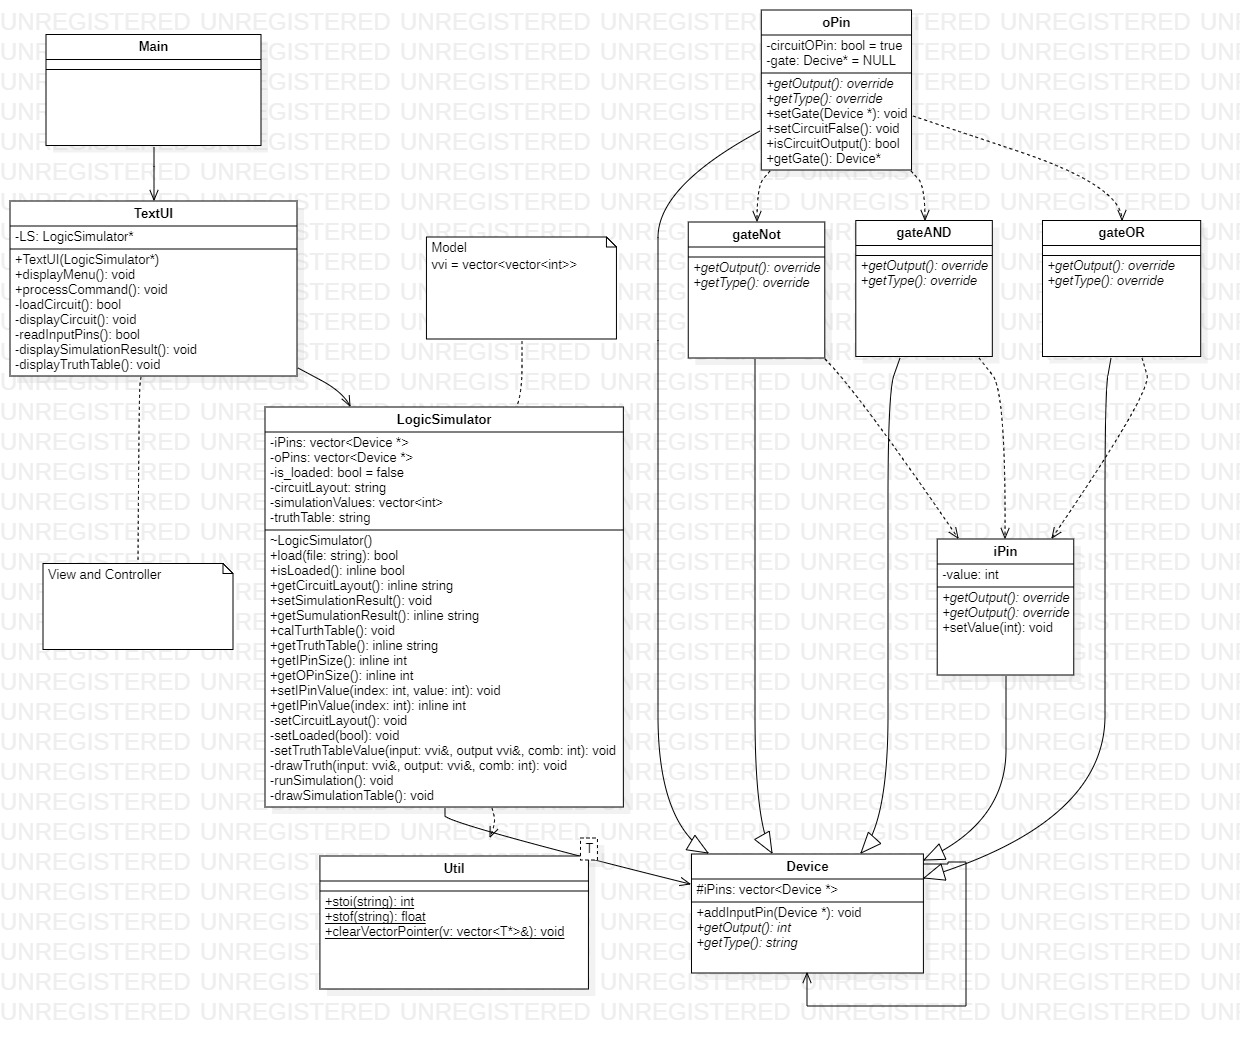 Main
TextUI
-LS: LogicSimulator*
+TextUI(LogicSimulator*)
+displayMenu(): void
+processCommand(): void
-loadCircuit(): bool
-displayCircuit(): void
-readInputPins(): bool
-displaySimulationResult(): void
-displayTruthTable(): void
View and Controller
Model
vvi = vector<vector<int>>
LogicSimulator
-iPins: vector<Device *>
-oPins: vector<Device *>
-is_loaded: bool = false
-circuitLayout: string
-simulationValues: vector<int>
-truthTable: string
~LogicSimulator()
+load(file: string): bool
+isLoaded(): inline bool
+getCircuitLayout(): inline string
+setSimulationResult(): void
+getSumulationResult(): inline string
+calTurthTable(): void
+getTruthTable(): inline string
+getIPinSize(): inline int
+getOPinSize(): inline int
+setIPinValue(index: int, value: int): void
+getIPinValue(index: int): inline int
-setCircuitLayout(): void
-setLoaded(bool): void
-setTruthTableValue(input: vvi&, output vvi&, comb: int): void
-drawTruth(input: vvi&, output: vvi&, comb: int): void
-runSimulation(): void
-drawSimulationTable(): void
T
Util
+stoi(string): int
+stof(string): float
+clearVectorPointer(v: vector<T*>&): void
oPin
-circuitOPin: bool = true
-gate: Decive* = NULL
+getOutput(): override
+getType(): override
+setGate(Device *): void
+setCircuitFalse(): void
+isCircuitOutput(): bool
+getGate(): Device*
gateNot
+getOutput(): override
+getType(): override
gateAND
+getOutput(): override
+getType(): override
gateOR
+getOutput(): override
+getType(): override
iPin
-value: int
+getOutput(): override
+getOutput(): override
+setValue(int): void
Device
#iPins: vector<Device *>
+addInputPin(Device *): void
+getOutput(): int
+getType(): string
UNREGISTERED